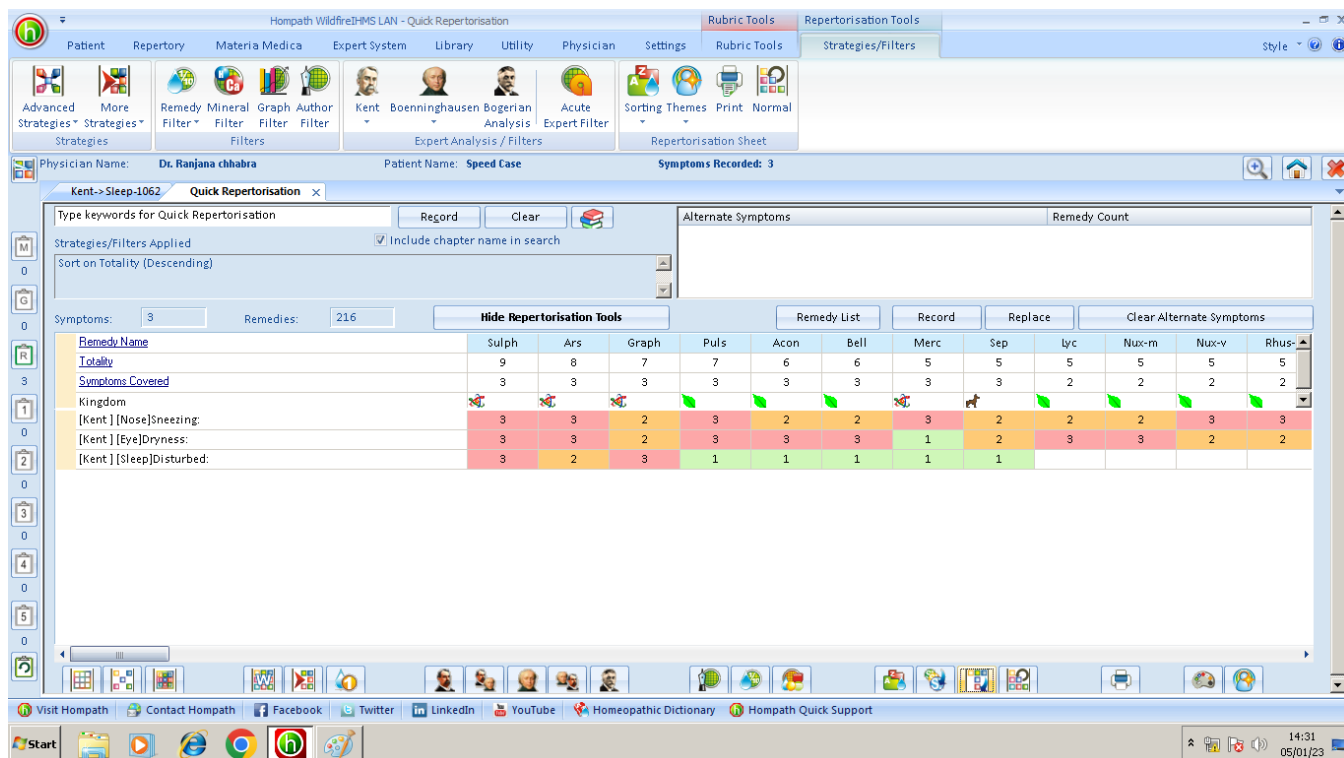 Hompath WildfireIHMS LAN - Quick Repertorisation
Rubric Tools Repertorisation Tools
Patient Repertory Materia Medica Expert System Library Utility Physician Settings Rubric Tools Strategies/Filters Style
Advanced Strategies More Strategies Remedy Filter Mineral Filter Graph Filter Author Filter Kent Boenninghausen Bogerian Analysis Acute Expert Filter Sorting Themes Print Normal
Strategies Filters Expert Analysis / Filters Repertorisation Sheet
Physician Name: Dr. Ranjana chhabra Patient Name: Speed Case Symptoms Recorded: 3
Kent->Sleep-1062 Quick Repertorisation x
Type keywords for Quick Repertorisation Record Clear Alternate Symptoms Remedy Count
Strategies/Filters Applied Include chapter name in search
Sort on Totality (Descending)
M
0
G
0
R
3
1
0
2
0
3
0
4
0
5
0
Symptoms: 3 Remedies: 216 Hide Repertorisation Tools Remedy List Record Replace Clear Alternate Symptoms
Remedy Name Sulph Ars Graph Puls Acon Bell Merc Sep Lyc Nux-m Nux-v Rhus-
Totality 9 8 7 7 6 6 5 5 5 5 5 5
Symptoms Covered 3 3 3 3 3 3 3 3 2 2 2 2
Kingdom
[Kent ] [Nose]Sneezing: 3 3 2 3 2 2 3 2 2 2 3 3
[Kent ] [Eye]Dryness: 3 3 2 3 3 3 1 2 3 3 2 2
[Kent ] [Sleep]Disturbed: 3 2 3 1 1 1 1 1
Visit Hompath Contact Hompath Facebook Twitter LinkedIn YouTube Homeopathic Dictionary Hompath Quick Support
Start
14:31
05/01/23